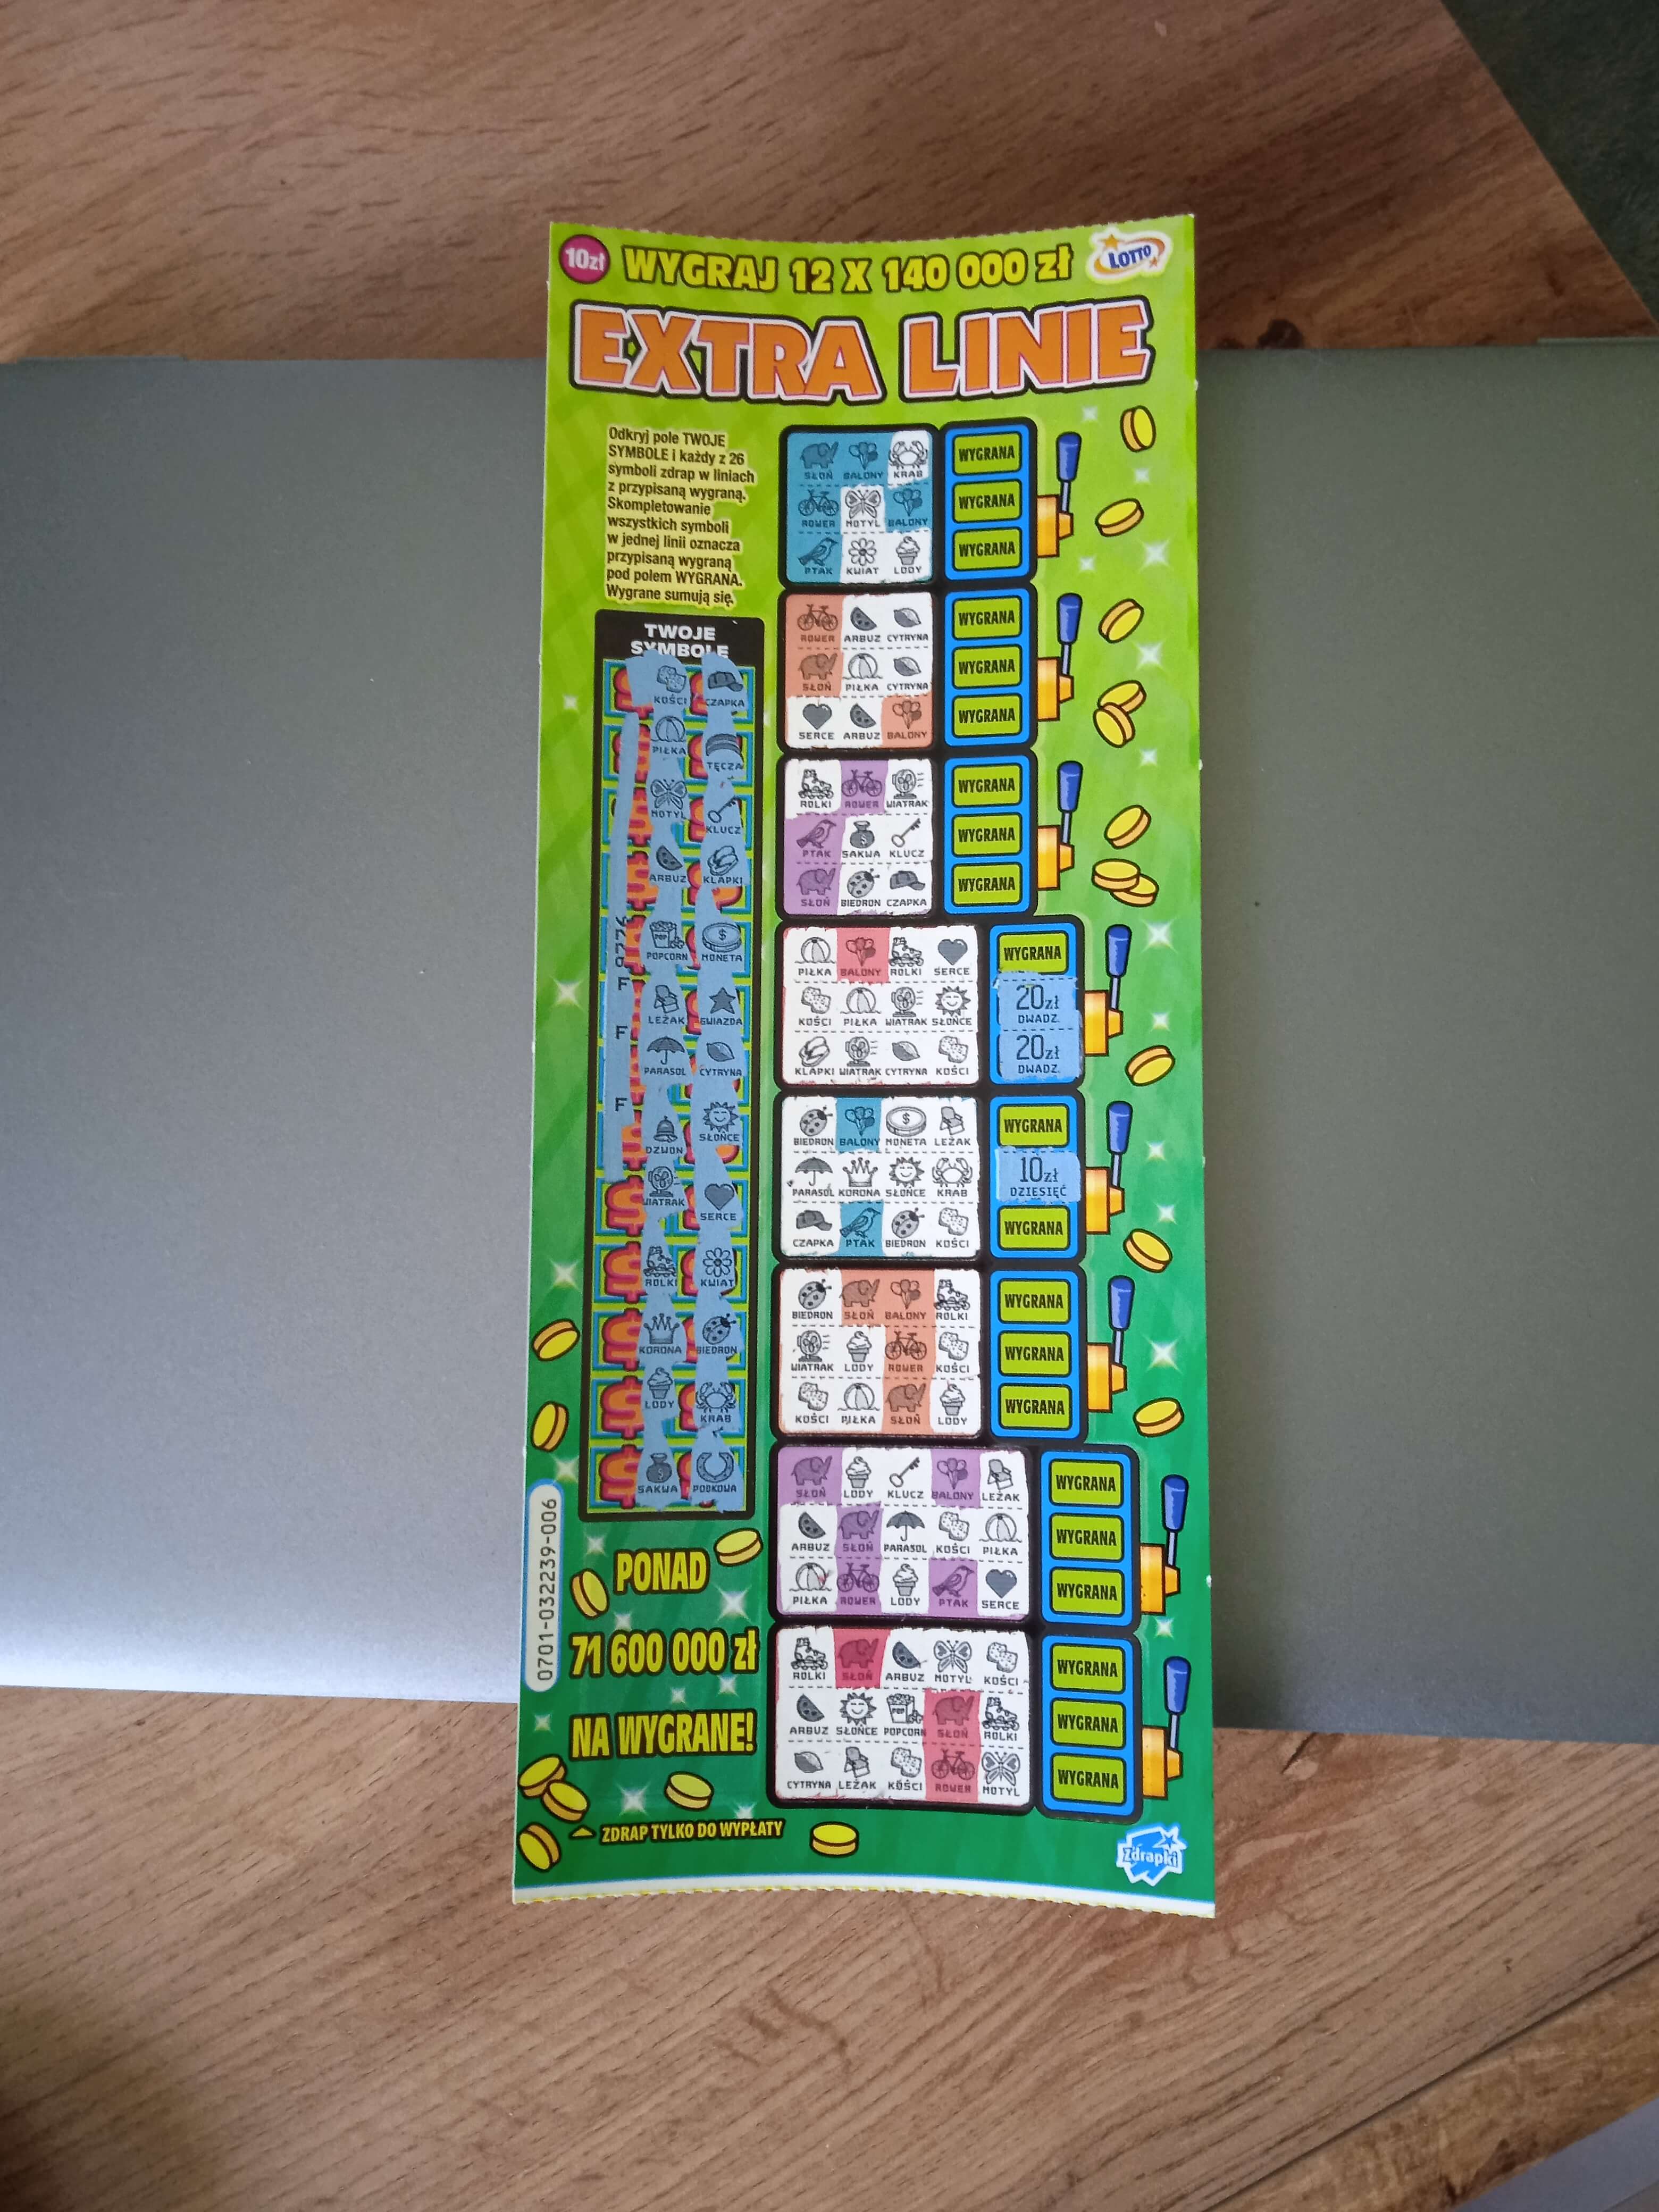 10zł WYGRAJ 12 X 140 000 zł LOTTO
EXTRA LINIE
Odkryj pole TWOJE
SYMBOLE i każdy z 26
symboli zdrap w liniach
z przypisaną wygraną.
Skompletowanie
wszystkich symboli
w jednej linii oznacza
przypisaną wygraną
pod polem WYGRANA.
Wygrane sumują się.
TWOJE
SYMBOLE
KOŚCI CZAPKA
PIŁKA TĘCZA
MOTYL KLUCZ
ARBUZ KLAPKI
POPCORN MONETA
LEŻAK GWIAZDA
PARASOL CYTRYNA
DZWON SŁOŃCE
WIATRAK SERCE
ROLKI KWIAT
KORONA BIEDRON
LODY KRAB
SAKWA PODKOWA
F
F
F
SŁOŃ BALONY KRAB WYGRANA
ROWER MOTYL BALONY WYGRANA
PTAK KWIAT LODY WYGRANA
ROWER ARBUZ CYTRYNA WYGRANA
SŁOŃ PIŁKA CYTRYNA WYGRANA
SERCE ARBUZ BALONY WYGRANA
ROLKI ROWER WIATRAK WYGRANA
PTAK SAKWA KLUCZ WYGRANA
SŁOŃ BIEDRON CZAPKA WYGRANA
PIŁKA BALONY ROLKI SERCE WYGRANA
KOŚCI PIŁKA WIATRAK SŁOŃCE 20zł DWADZ.
KLAPKI WIATRAK CYTRYNA KOŚCI 20zł DWADZ.
BIEDRON BALONY MONETA LEŻAK WYGRANA
PARASOL KORONA SŁOŃCE KRAB 10zł DZIESIĘĆ
CZAPKA PTAK BIEDRON KOŚCI WYGRANA
BIEDRON SŁOŃ BALONY ROLKI WYGRANA
WIATRAK LODY ROWER KOŚCI WYGRANA
KOŚCI PIŁKA SŁOŃ LODY WYGRANA
SŁOŃ LODY KLUCZ BALONY LEŻAK WYGRANA
ARBUZ SŁOŃ PARASOL KOŚCI PIŁKA WYGRANA
PIŁKA ROWER LODY PTAK SERCE WYGRANA
ROLKI SŁOŃ ARBUZ MOTYL KOŚCI WYGRANA
ARBUZ SŁOŃCE POPCORN SŁOŃ ROLKI WYGRANA
CYTRYNA LEŻAK KOŚCI ROWER MOTYL WYGRANA
0701-032239-006
PONAD
71 600 000 zł
NA WYGRANE!
ZDRAP TYLKO DO WYPŁATY
Zdrapki